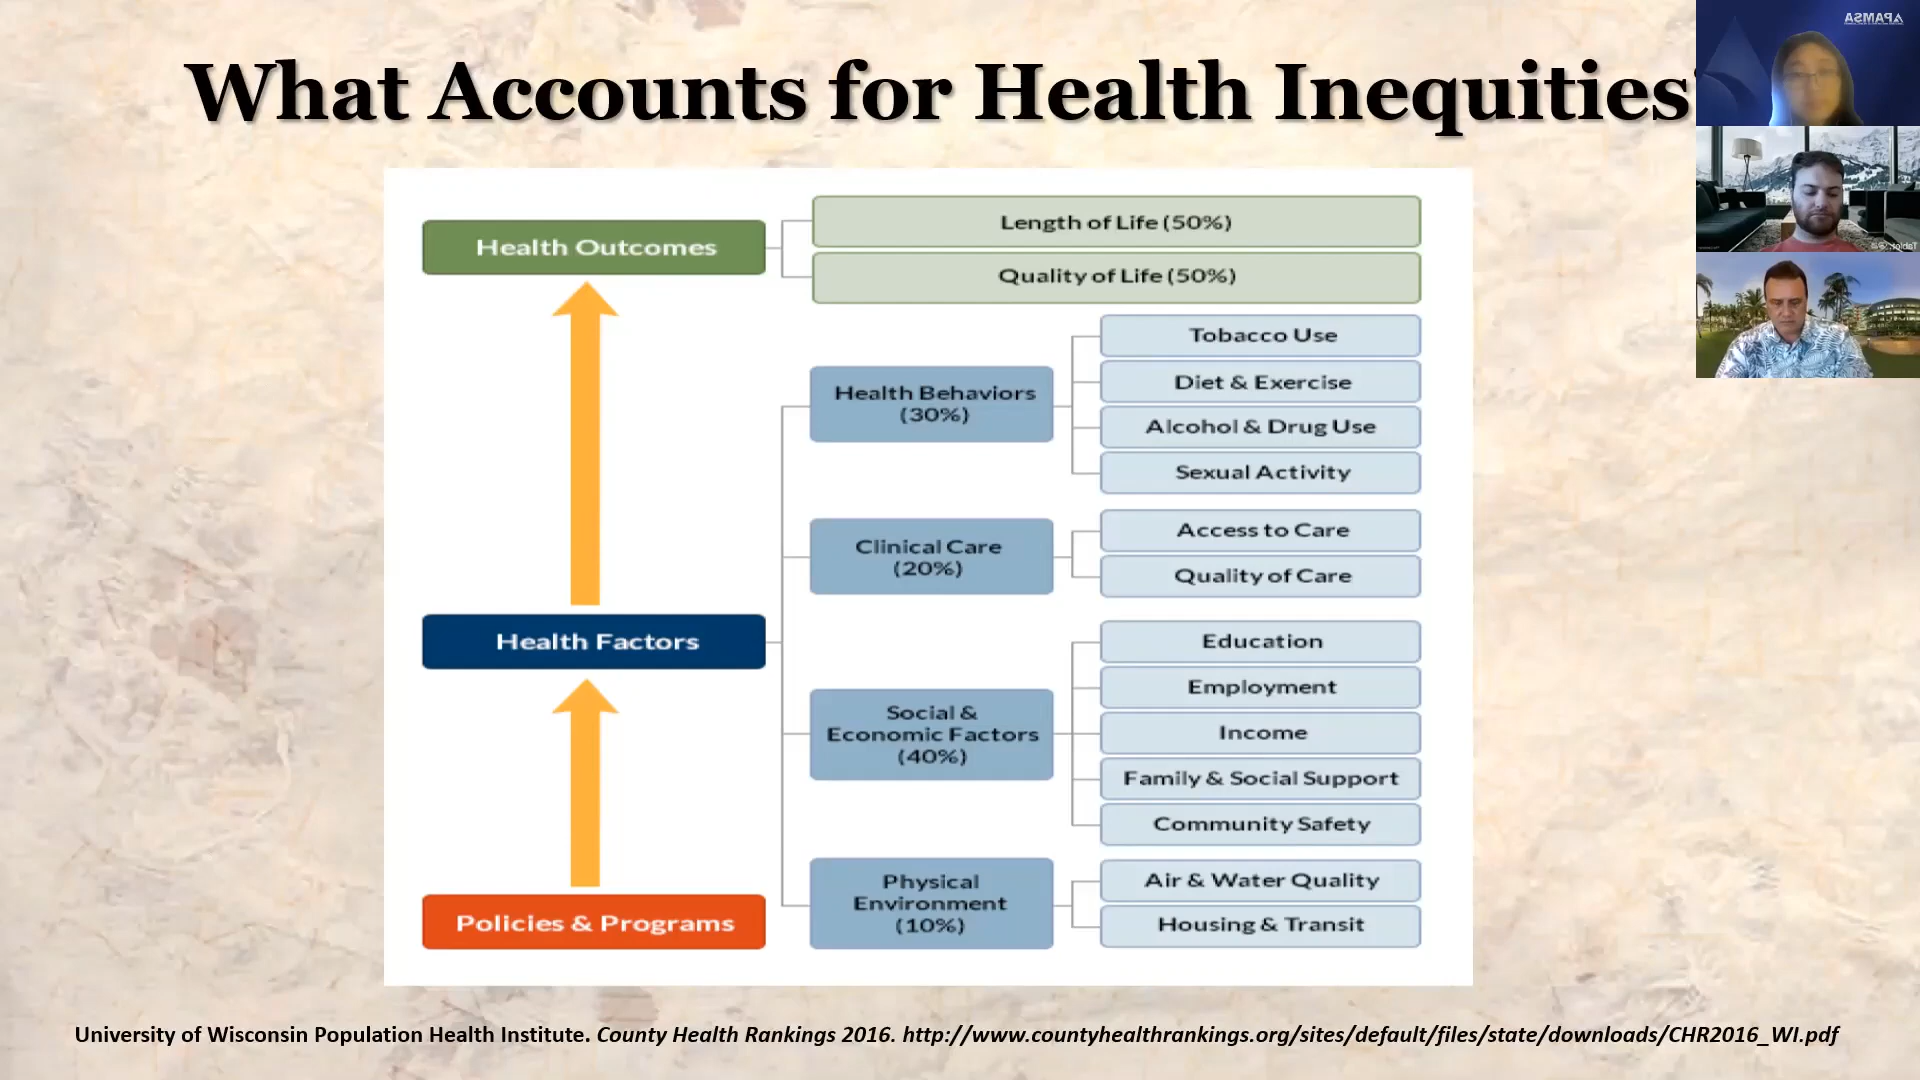 What Accounts for Health Inequities
Health Outcomes
Length of Life (50%)
Quality of Life (50%)
Health Behaviors
(30%)
Tobacco Use
Diet & Exercise
Alcohol & Drug Use
Sexual Activity
Clinical Care
(20%)
Access to Care
Quality of Care
Health Factors
Social &
Economic Factors
(40%)
Education
Employment
Income
Family & Social Support
Community Safety
Physical
Environment
(10%)
Air & Water Quality
Housing & Transit
Policies & Programs
University of Wisconsin Population Health Institute. County Health Rankings 2016. http://www.countyhealthrankings.org/sites/default/files/state/downloads/CHR2016_WI.pdf
APAMSA